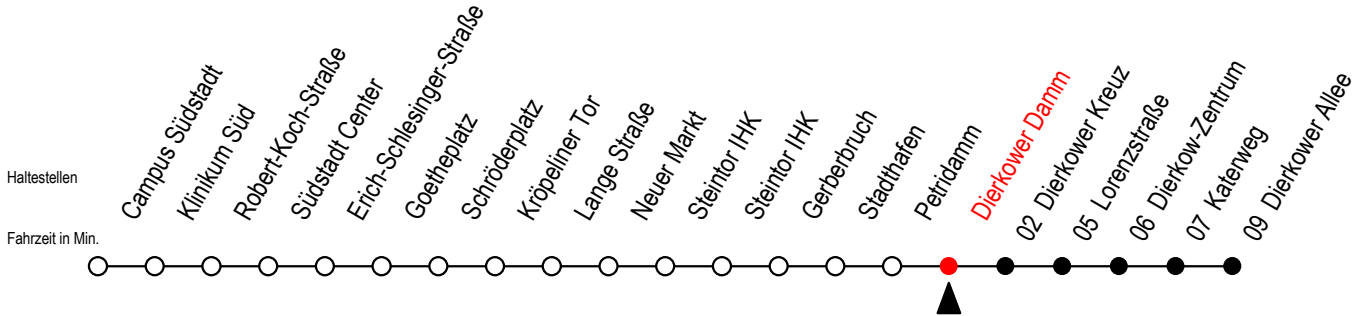 Haltestellen
Fahrzeit in Min.
Campus Südstadt
Klinikum Süd
Robert-Koch-Straße
Südstadt Center
Erich-Schlesinger-Straße
Goetheplatz
Schröderplatz
Kröpeliner Tor
Lange Straße
Neuer Markt
Steintor IHK
Steintor IHK
Gerberbruch
Stadthafen
Petridamm
Dierkower Damm
02 Dierkower Kreuz
05 Lorenzstraße
06 Dierkow-Zentrum
07 Katenweg
09 Dierkower Allee